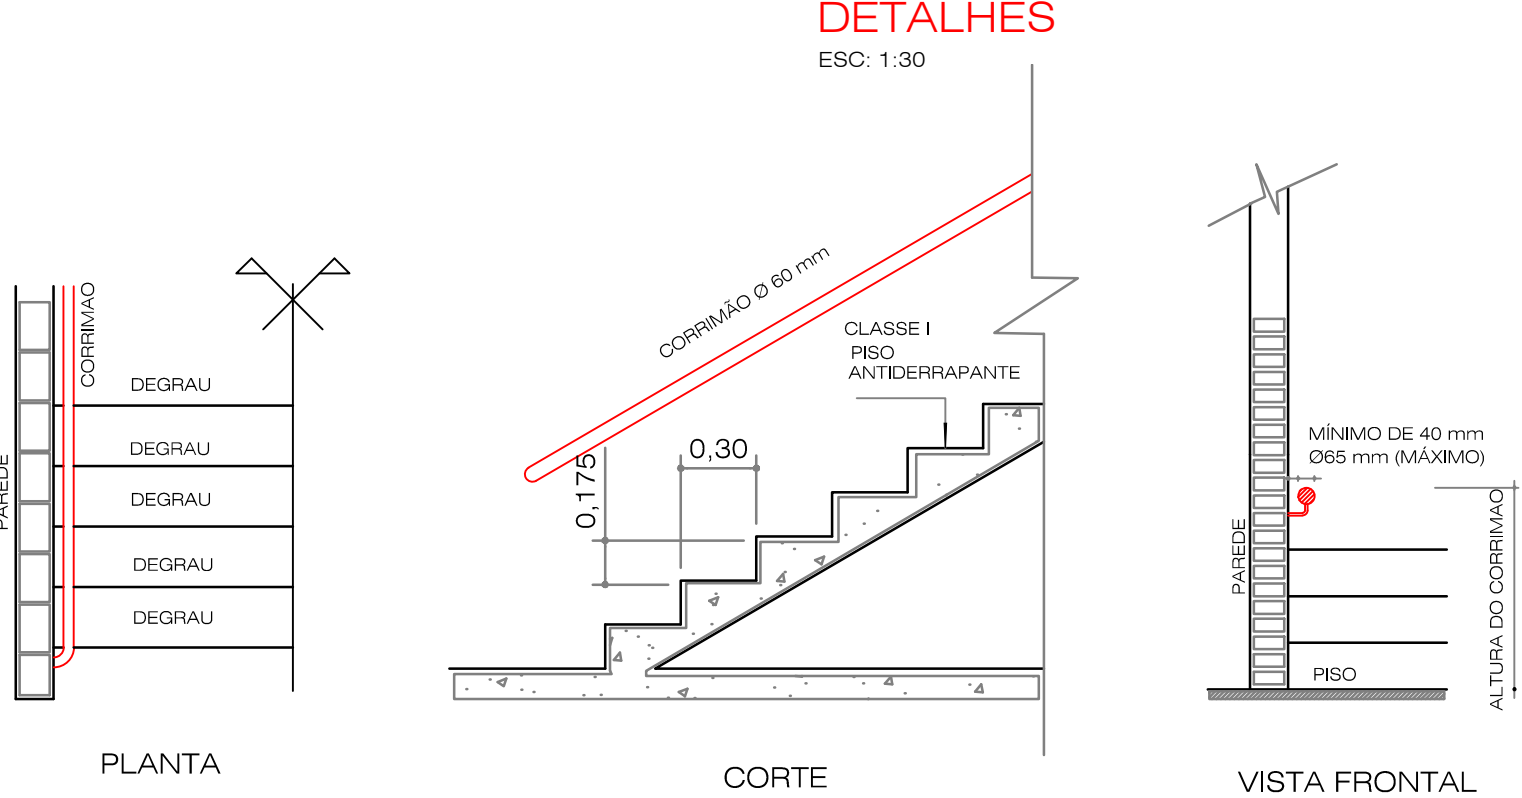 DETALHES
ESC: 1:30
PAREDE
CORRIMAO
DEGRAU
DEGRAU
DEGRAU
DEGRAU
DEGRAU
PLANTA
CORRIMÃO Ø 60 mm
CLASSE I
PISO
ANTIDERRAPANTE
0,30
0,175
CORTE
MÍNIMO DE 40 mm
Ø65 mm (MÁXIMO)
PAREDE
ALTURA DO CORRIMAO
PISO
VISTA FRONTAL